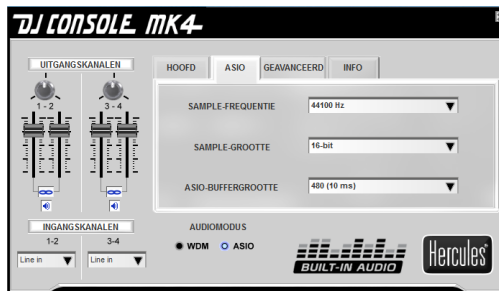 DJ CONSOLE MK4
UITGANGSKANALEN
1 - 2
3 - 4
INGANGSKANALEN
1-2
3-4
Line in
Line in
HOOFD
ASIO
GEAVANCEERD
INFO
SAMPLE-FREQUENTIE
44100 Hz
SAMPLE-GROOTTE
16-bit
ASIO-BUFFERGROOTTE
480 (10 ms)
AUDIOMODUS
WDM
ASIO
BUILT-IN AUDIO
Hercules